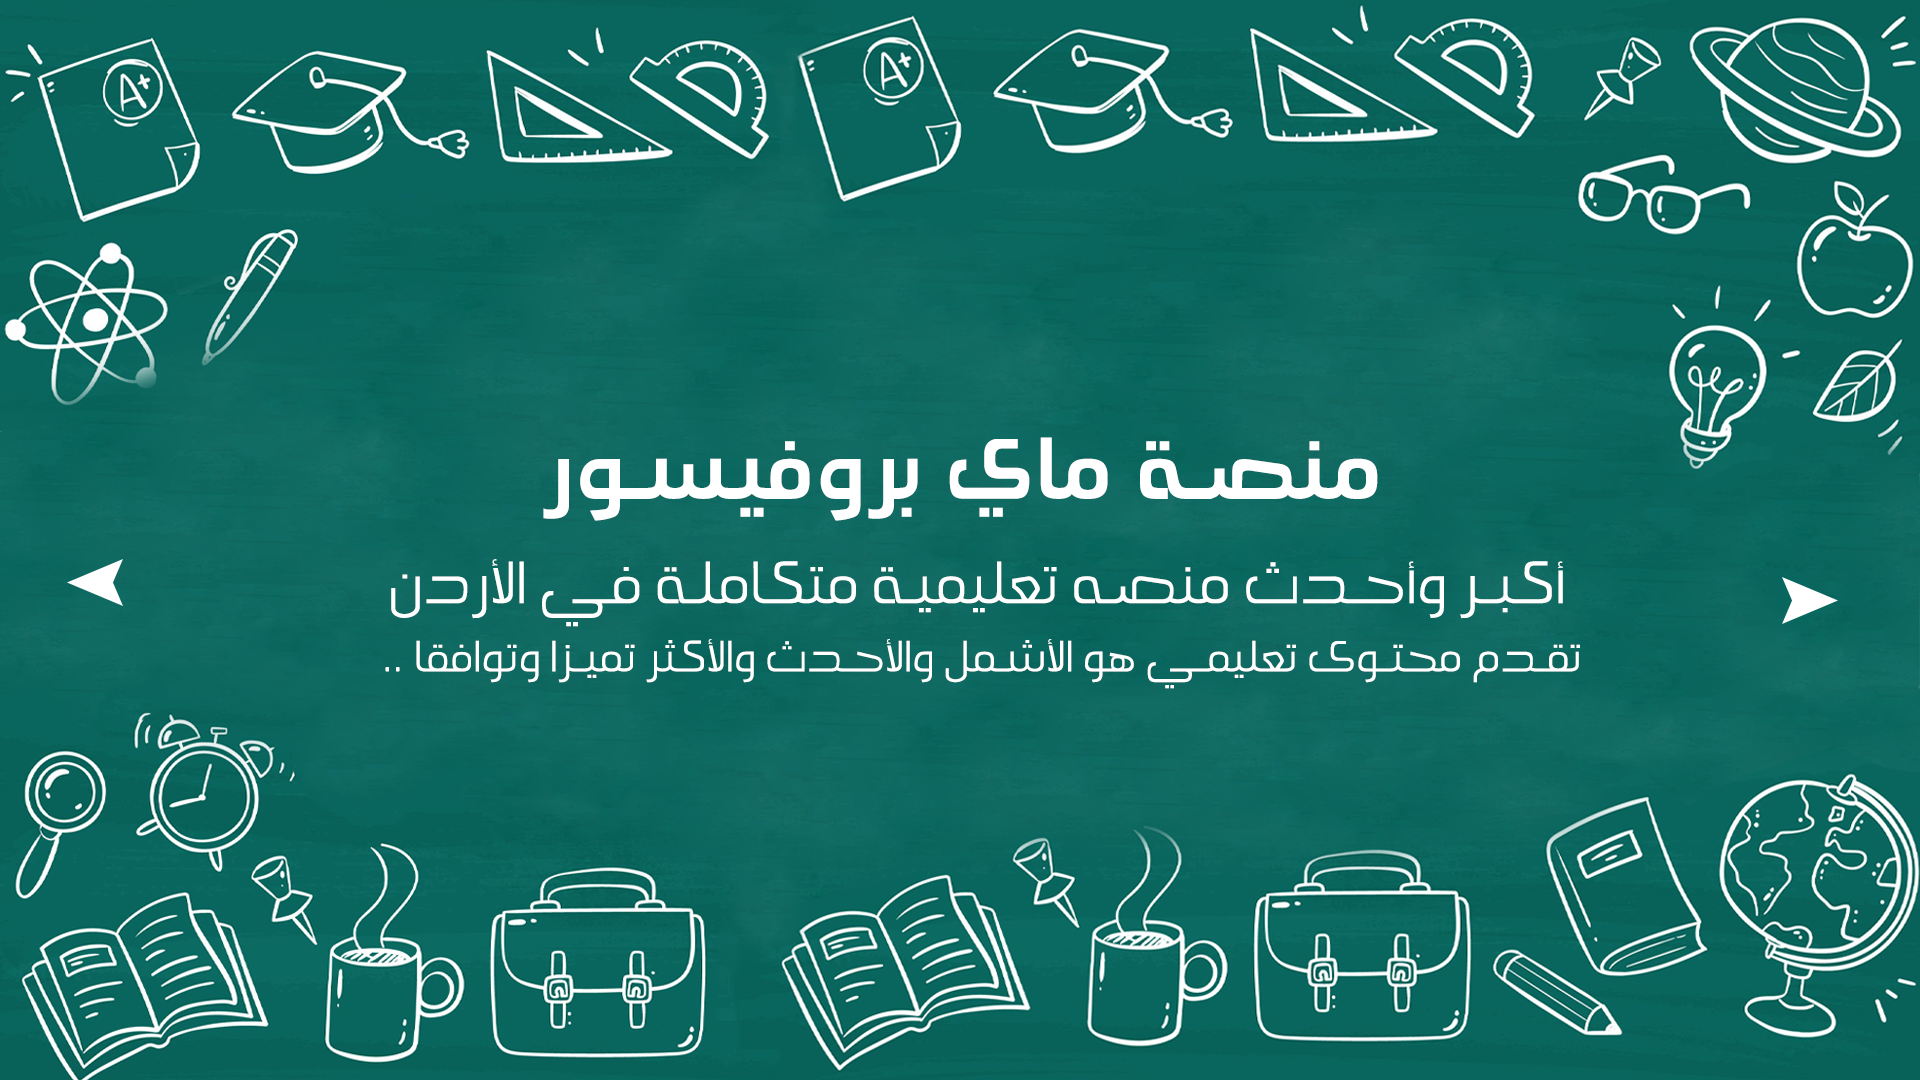 A+
A+
منصة ماي بروفيسور
أكبر وأحدث منصه تعليمية متكاملة في الأردن
تقدم محتوى تعليمي هو الأشمل والأحدث والأكثر تميزا وتوافقا ..